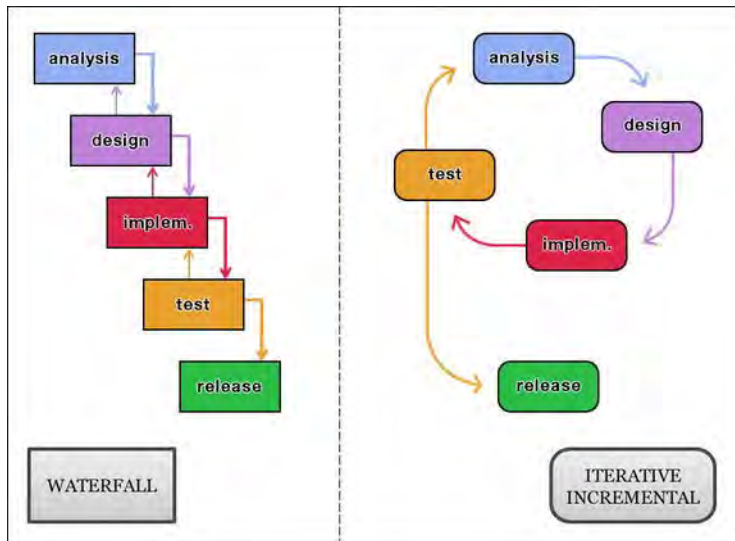 analysis
design
implem.
test
release
WATERFALL
analysis
design
test
implem.
release
ITERATIVE
INCREMENTAL